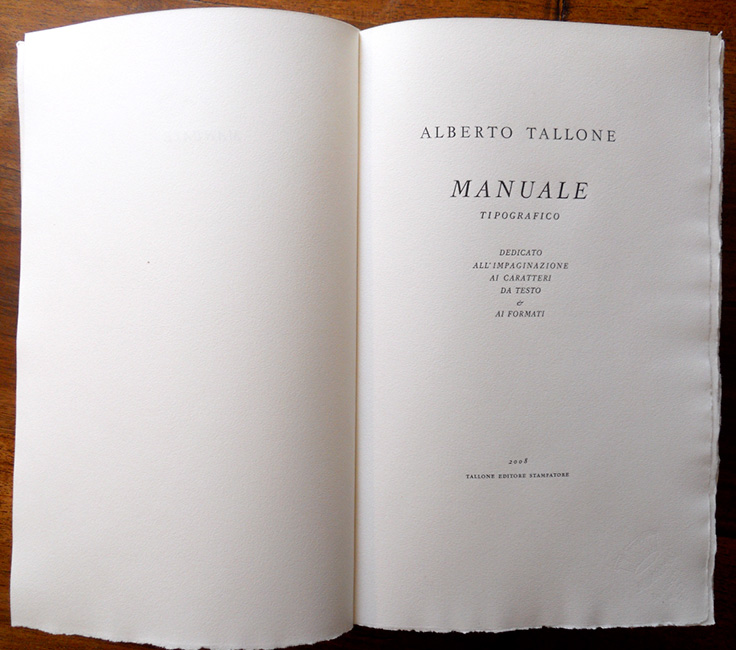 ALBERTO TALLONE
MANUALE
TIPOGRAFICO
DEDICATO
ALL'IMPAGINAZIONE
AI CARATTERI
DA TESTO
&
AI FORMATI
2008
TALLONE EDITORE STAMPATORE